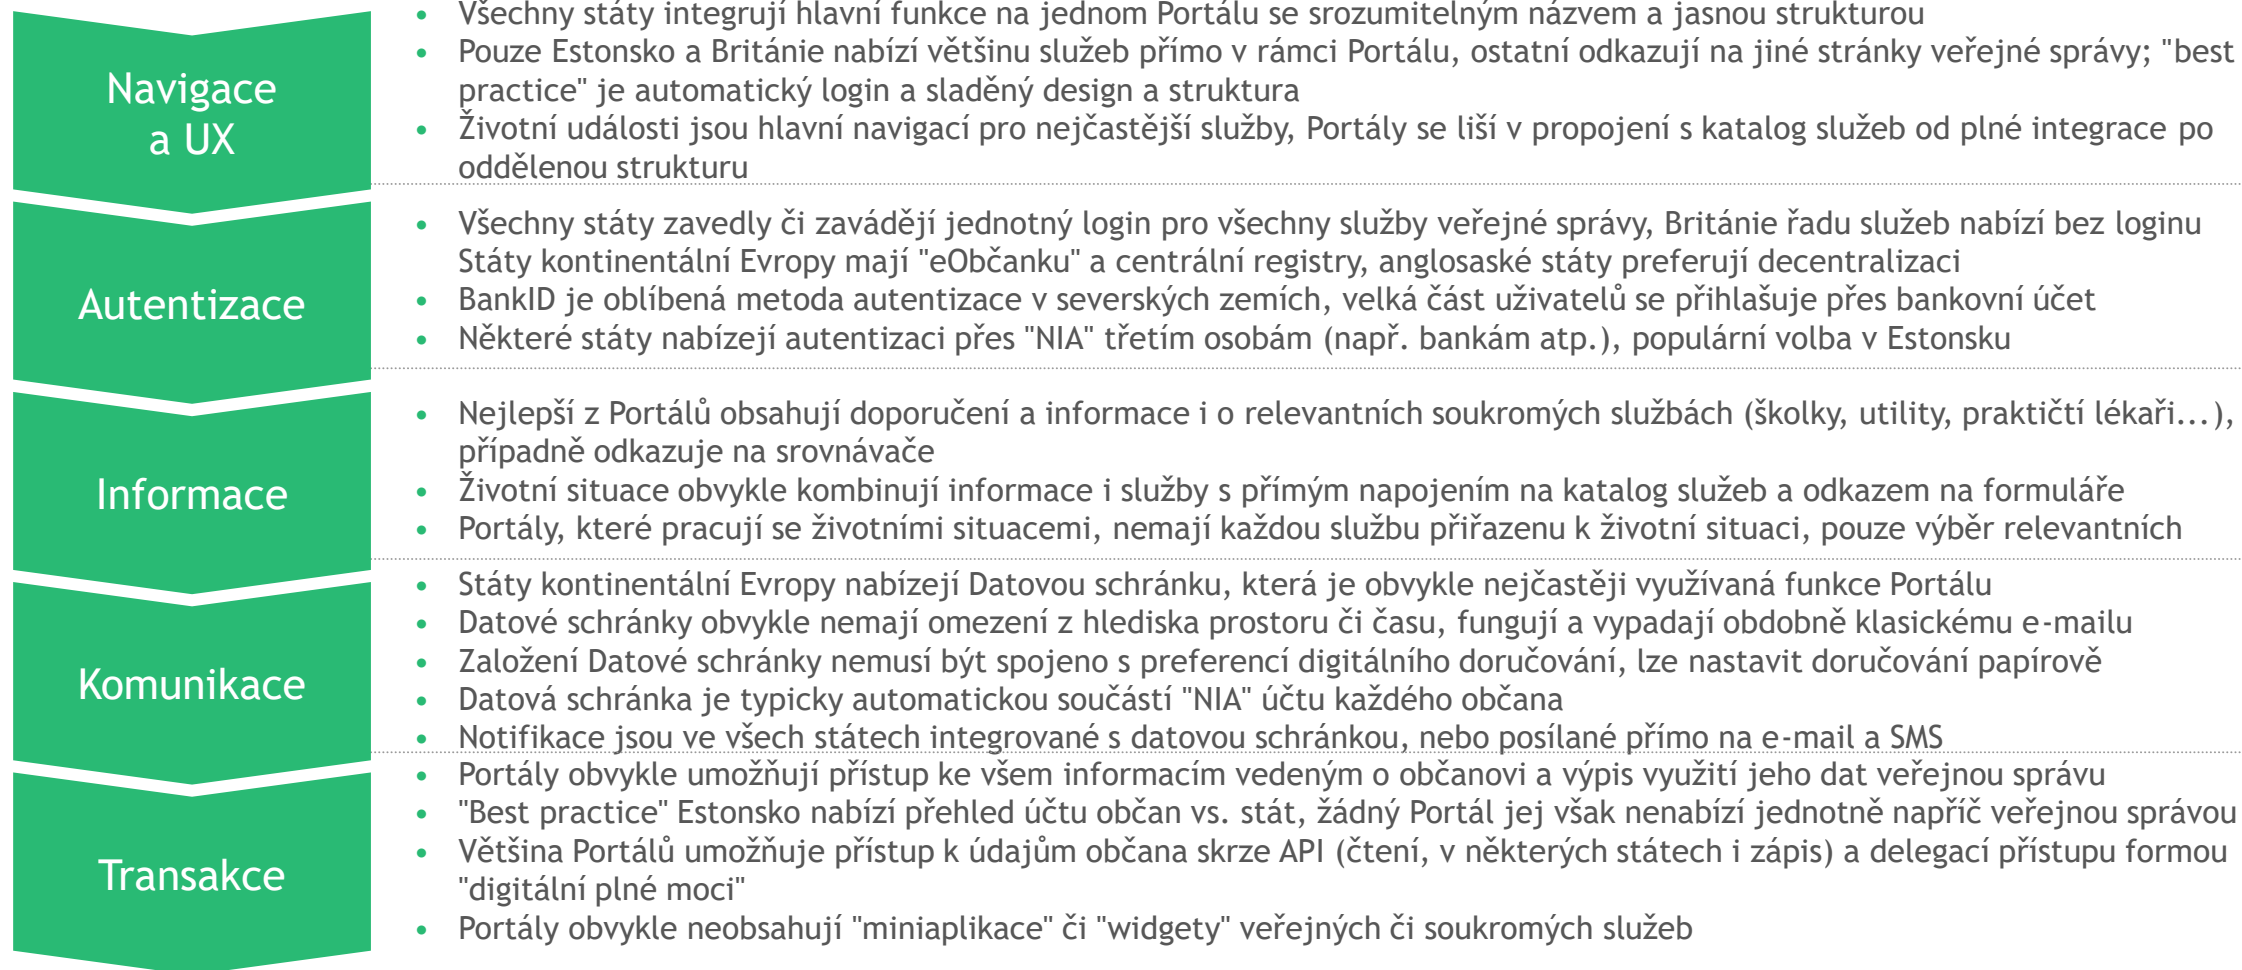 Navigace
a UX
• Všechny státy integrují hlavní funkce na jednom Portálu se srozumitelným názvem a jasnou strukturou
• Pouze Estonsko a Británie nabízí většinu služeb přímo v rámci Portálu, ostatní odkazují na jiné stránky veřejné správy; "best
practice" je automatický login a sladěný design a struktura
• Životní události jsou hlavní navigací pro nejčastější služby, Portály se liší v propojení s katalog služeb od plné integrace po
oddělenou strukturu
Autentizace
• Všechny státy zavedly či zavádějí jednotný login pro všechny služby veřejné správy, Británie řadu služeb nabízí bez loginu
Státy kontinentální Evropy mají "eObčanku" a centrální registry, anglosaské státy preferují decentralizaci
• BankID je oblíbená metoda autentizace v severských zemích, velká část uživatelů se přihlašuje přes bankovní účet
• Některé státy nabízejí autentizaci přes "NIA" třetím osobám (např. bankám atp.), populární volba v Estonsku
Informace
• Nejlepší z Portálů obsahují doporučení a informace i o relevantních soukromých službách (školky, utility, praktičtí lékaři...),
případně odkazuje na srovnávače
• Životní situace obvykle kombinují informace i služby s přímým napojením na katalog služeb a odkazem na formuláře
• Portály, které pracují se životními situacemi, nemají každou službu přiřazenu k životní situaci, pouze výběr relevantních
Komunikace
• Státy kontinentální Evropy nabízejí Datovou schránku, která je obvykle nejčastěji využívaná funkce Portálu
• Datové schránky obvykle nemají omezení z hlediska prostoru či času, fungují a vypadají obdobně klasickému e-mailu
• Založení Datové schránky nemusí být spojeno s preferencí digitálního doručování, lze nastavit doručování papírově
• Datová schránka je typicky automatickou součástí "NIA" účtu každého občana
• Notifikace jsou ve všech státech integrované s datovou schránkou, nebo posílané přímo na e-mail a SMS
Transakce
• Portály obvykle umožňují přístup ke všem informacím vedeným o občanovi a výpis využití jeho dat veřejnou správu
• "Best practice" Estonsko nabízí přehled účtu občan vs. stát, žádný Portál jej však nenabízí jednotně napříč veřejnou správou
• Většina Portálů umožňuje přístup k údajům občana skrze API (čtení, v některých státech i zápis) a delegací přístupu formou
"digitální plné moci"
• Portály obvykle neobsahují "miniaplikace" či "widgety" veřejných či soukromých služeb